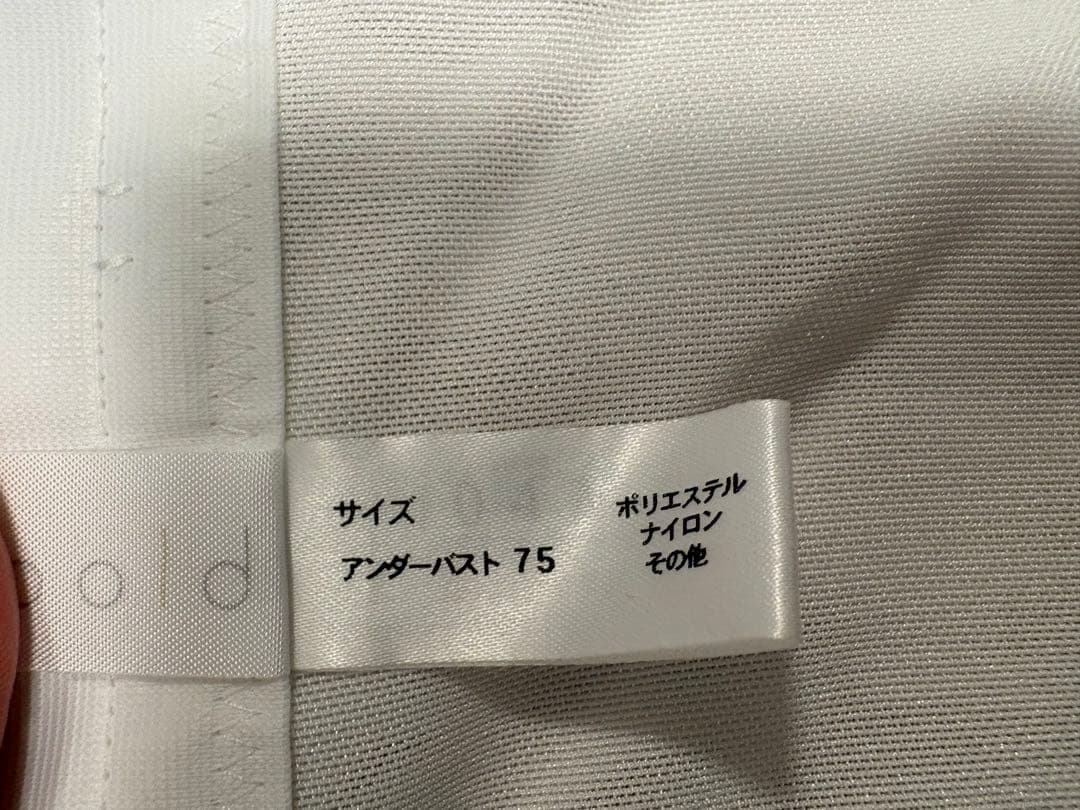 サイズ
アンダーバスト 75
ポリエステル
ナイロン
その他